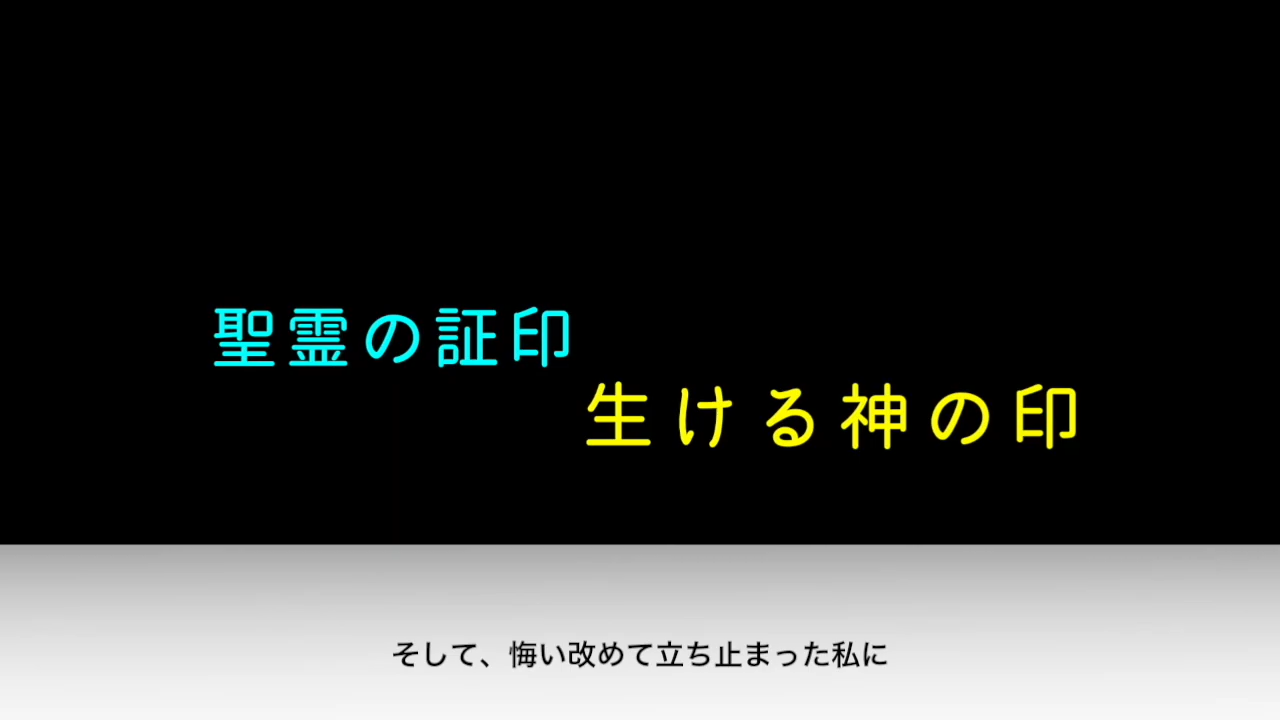 聖霊の証印
生ける神の印
そして、悔い改めて立ち止まった私に